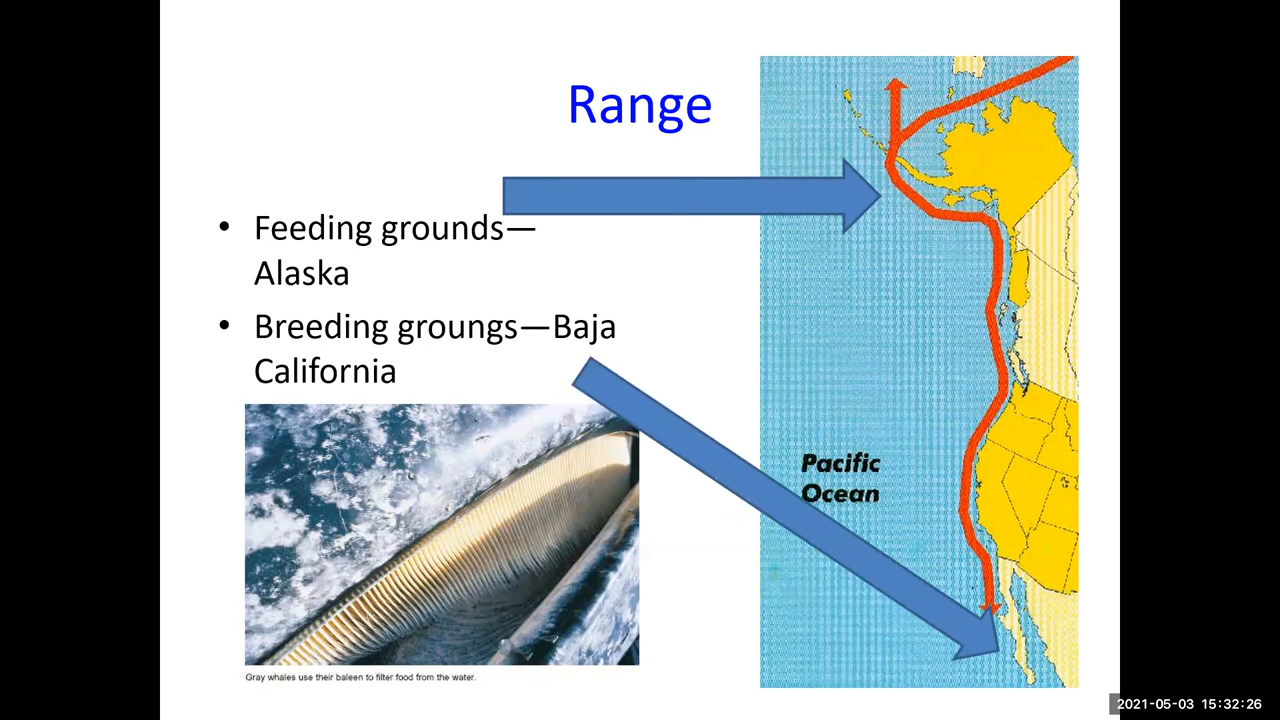 Range
• Feeding grounds—
Alaska
• Breeding groungs—Baja
California
Pacific
Ocean
Gray whales use their baleen to filter food from the water.
2021-05-03 15:32:26